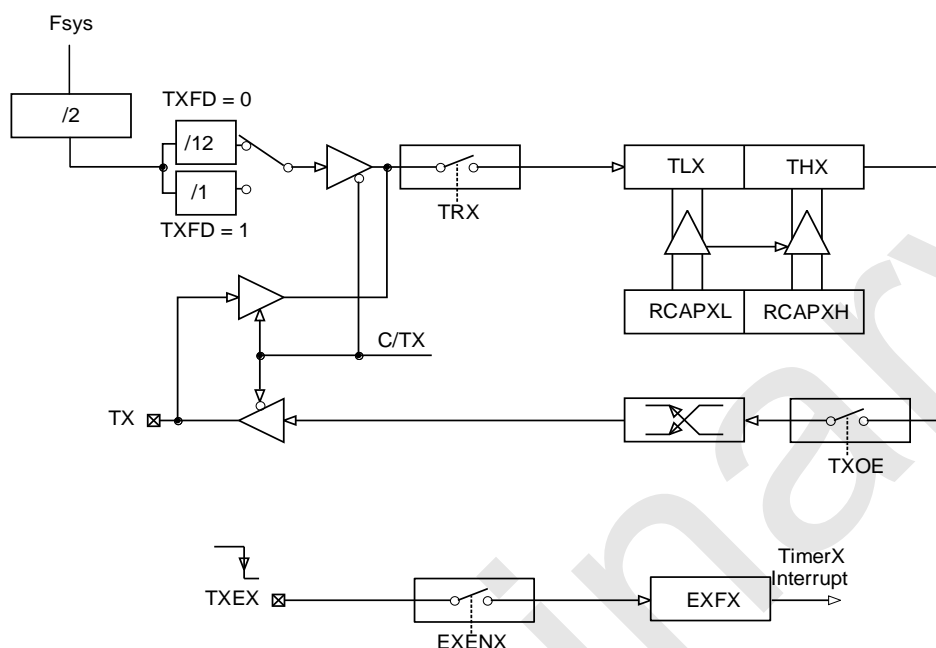 Fsys
/2
TXFD = 0
/12
/1
TXFD = 1
TRX
TLX
THX
RCAPXL
RCAPXH
C/TX
TX
TXOE
TXEX
EXENX
EXFX
TimerX
Interrupt